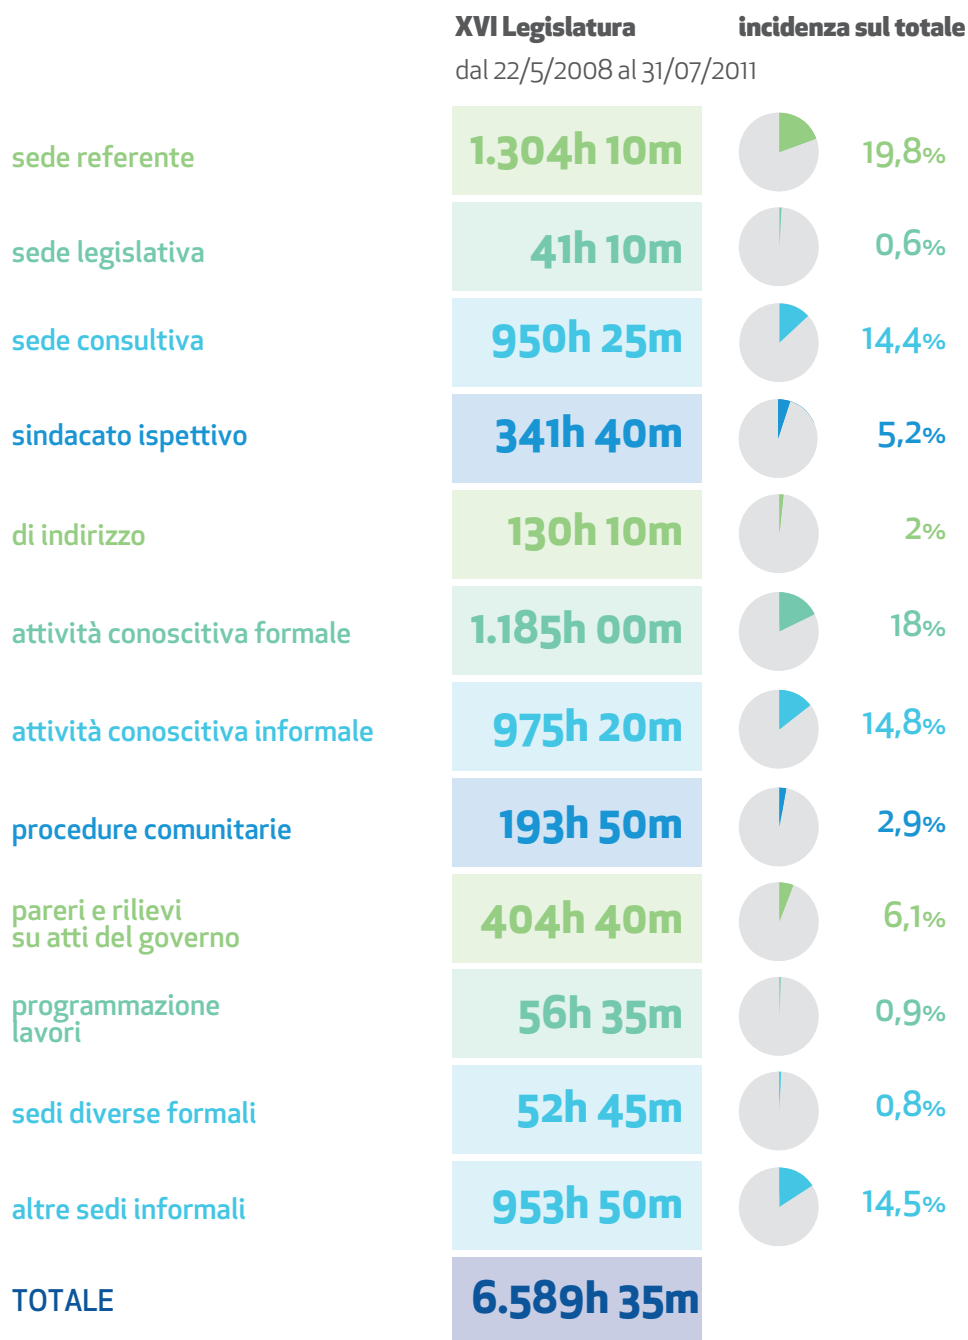 XVI Legislatura incidenza sul totale
dal 22/5/2008 al 31/07/2011
sede referente 1.304h 10m 19,8%
sede legislativa 41h 10m 0,6%
sede consultiva 950h 25m 14,4%
sindacato ispettivo 341h 40m 5,2%
di indirizzo 130h 10m 2%
attività conoscitiva formale 1.185h 00m 18%
attività conoscitiva informale 975h 20m 14,8%
procedure comunitarie 193h 50m 2,9%
pareri e rilievi
su atti del governo 404h 40m 6,1%
programmazione
lavori 56h 35m 0,9%
sedi diverse formali 52h 45m 0,8%
altre sedi informali 953h 50m 14,5%
TOTALE 6.589h 35m